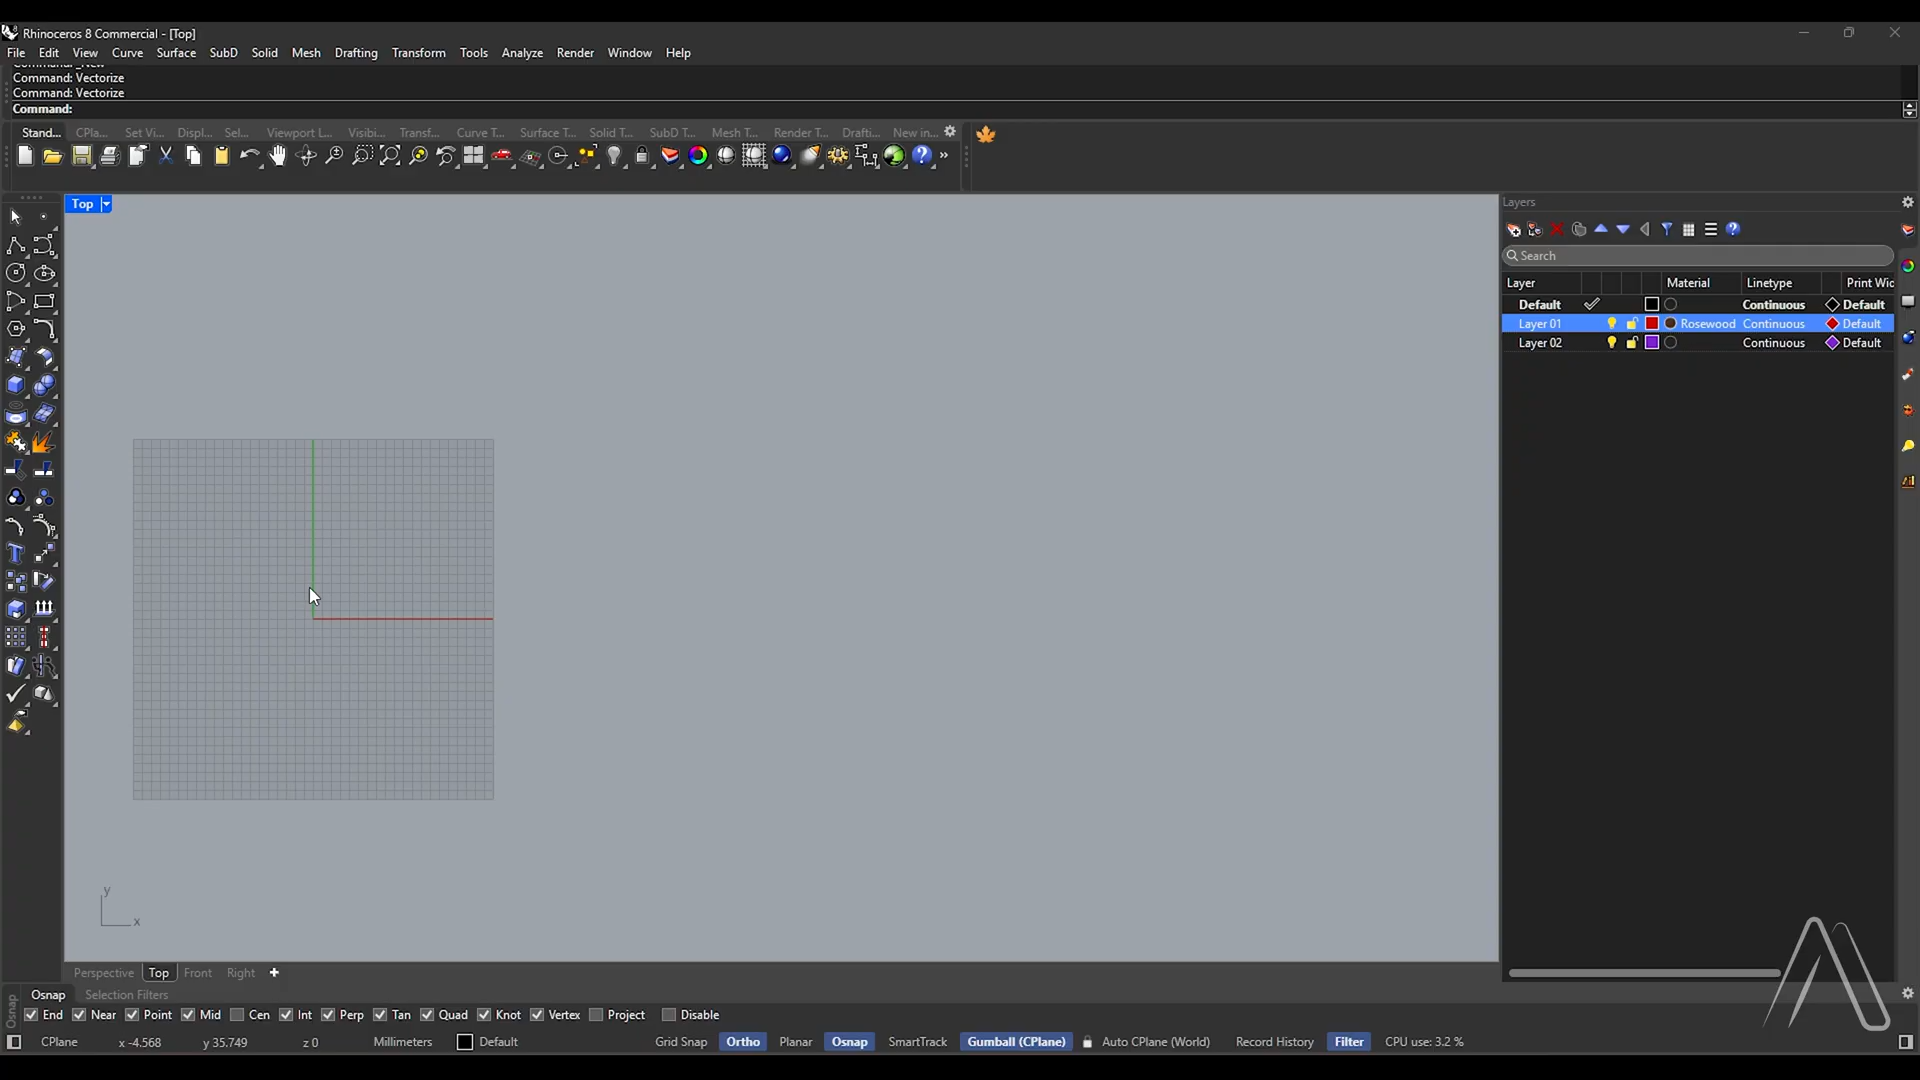 Rhinoceros 8 Commercial - [Top]
File Edit View Curve Surface SubD Solid Mesh Drafting Transform Tools Analyze Render Window Help
Command: _New
Command: Vectorize
Command: Vectorize
Command:
Stand... CPla... Set Vi... Displ... Sel... Viewport L... Visibi... Transf... Curve T... Surface T... Solid T... SubD T... Mesh T... Render T... Drafti... New in...
Top
Layers
Search
Layer Material Linetype Print Wid
Default Continuous Default
Layer 01 Rosewood Continuous Default
Layer 02 Continuous Default
y
x
Perspective Top Front Right
Osnap Selection Filters
Osnap
End Near Point Mid Cen Int Perp Tan Quad Knot Vertex Project Disable
CPlane x -4.568 y 35.749 z 0 Millimeters Default Grid Snap Ortho Planar Osnap SmartTrack Gumball (CPlane) Auto CPlane (World) Record History Filter CPU use: 3.2 %